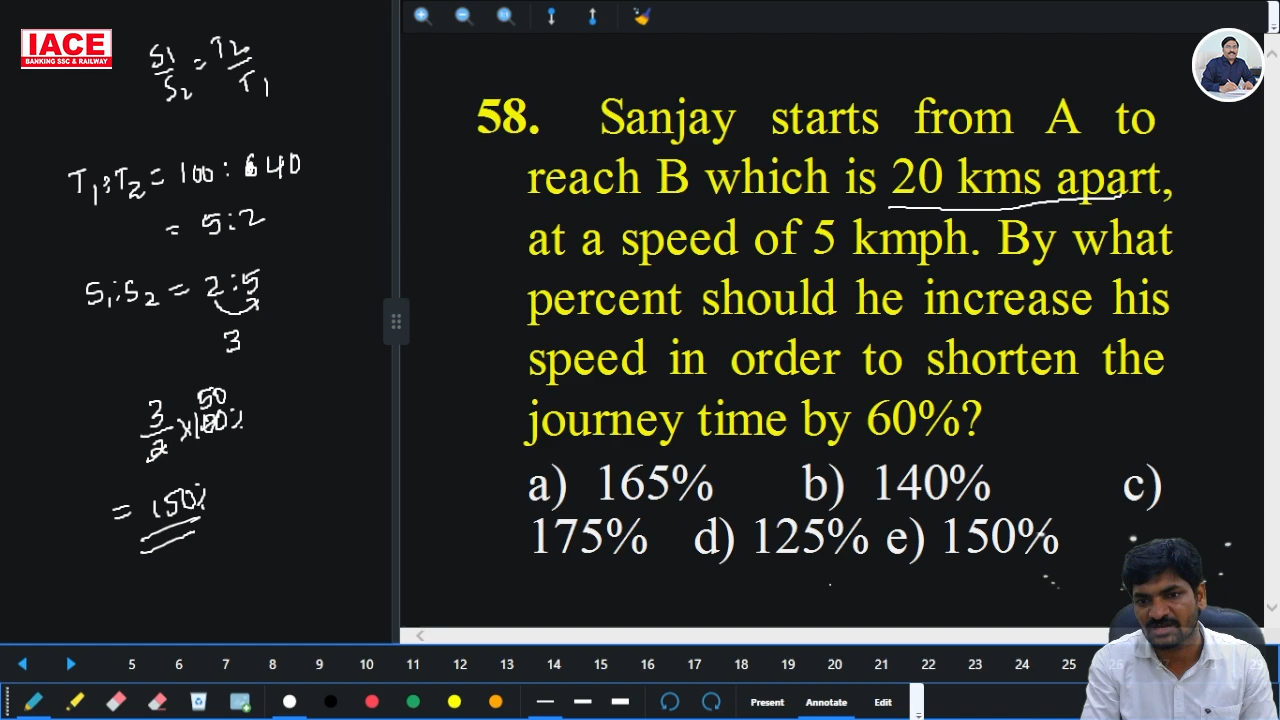 IACE
BANKING SSC & RAILWAY
S1/S2 = T2/T1
T1:T2 = 100:40
= 5:2
S1:S2 = 2:5
3
50
3/2 × 100%
= 150%
58. Sanjay starts from A to
reach B which is 20 kms apart,
at a speed of 5 kmph. By what
percent should he increase his
speed in order to shorten the
journey time by 60%?
a) 165% b) 140% c)
175% d) 125% e) 150%
5 6 7 8 9 10 11 12 13 14 15 16 17 18 19 20 21 22 23 24 25 26 29
Present Annotate Edit